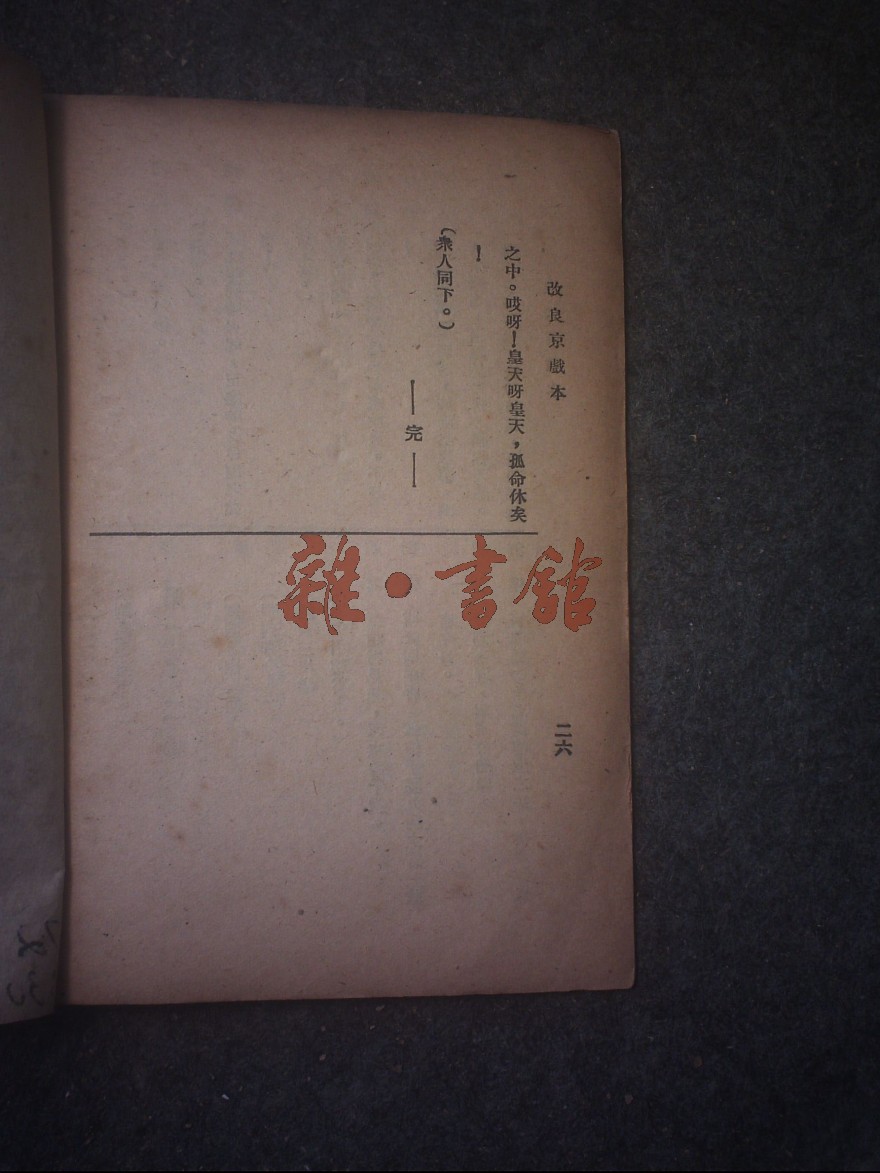 改良京戲本
之中。哎呀！皇天呀皇天，孤命休矣
！
（衆人同下。）
——完——
二六
雜·書館